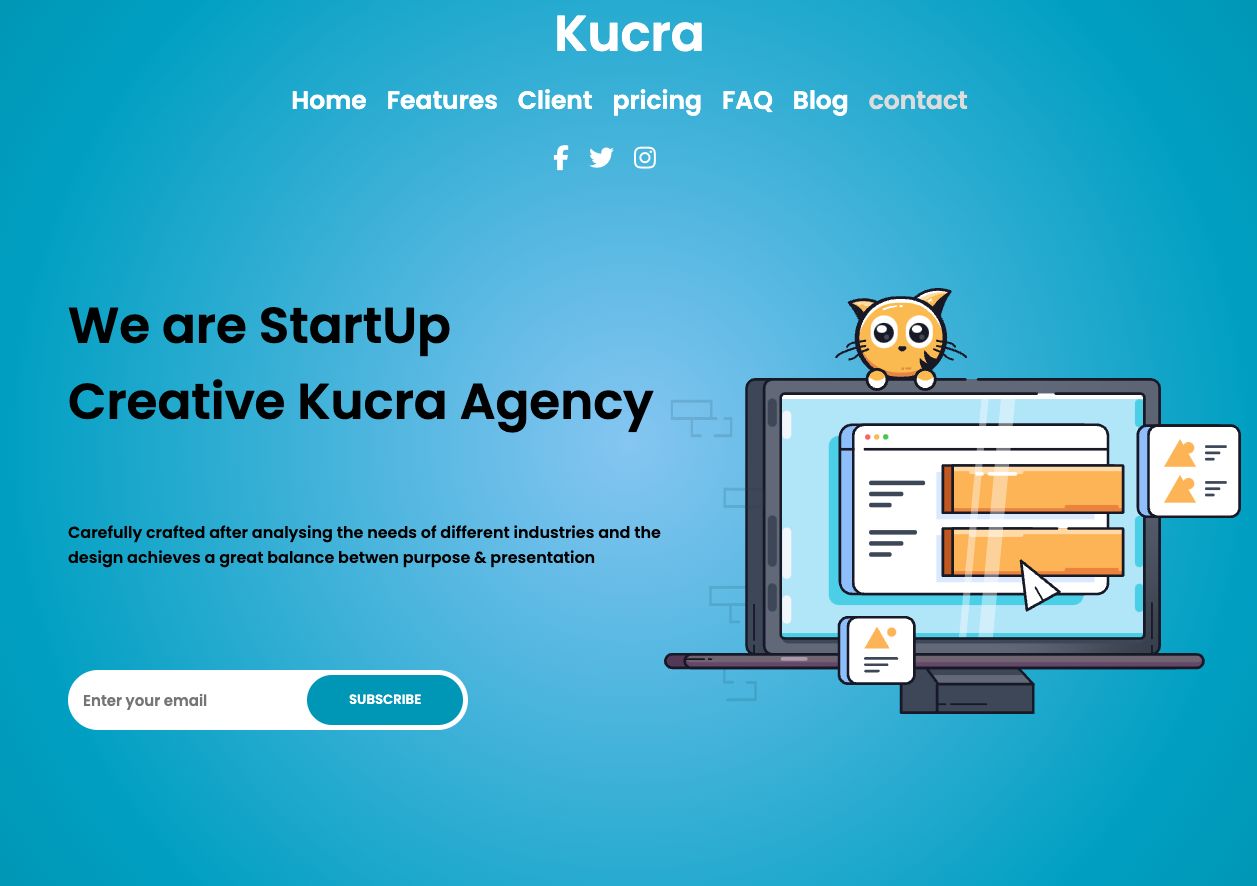 Kucra
Home Features Client pricing FAQ Blog contact
We are StartUp
Creative Kucra Agency
Carefully crafted after analysing the needs of different industries and the
design achieves a great balance betwen purpose & presentation
Enter your email SUBSCRIBE